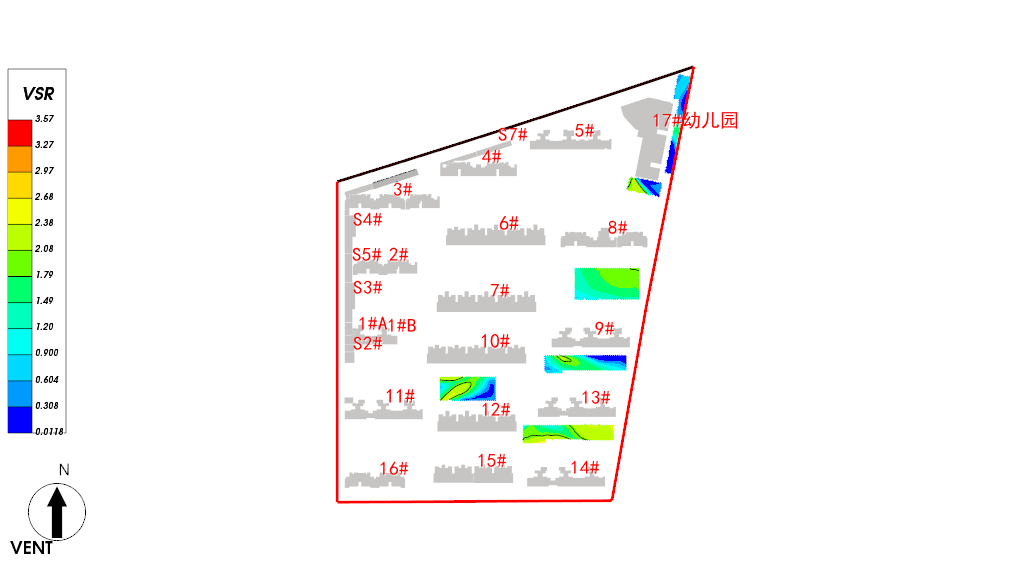 VSR
3.57
3.27
2.97
2.68
2.38
2.08
1.79
1.49
1.20
0.900
0.604
0.308
0.0118
N
VENT
17#幼儿园
S7#
5#
4#
3#
S4#
6#
8#
S5# 2#
S3#
7#
1#A1#B
9#
S2#
10#
11#
13#
12#
16#
15#
14#